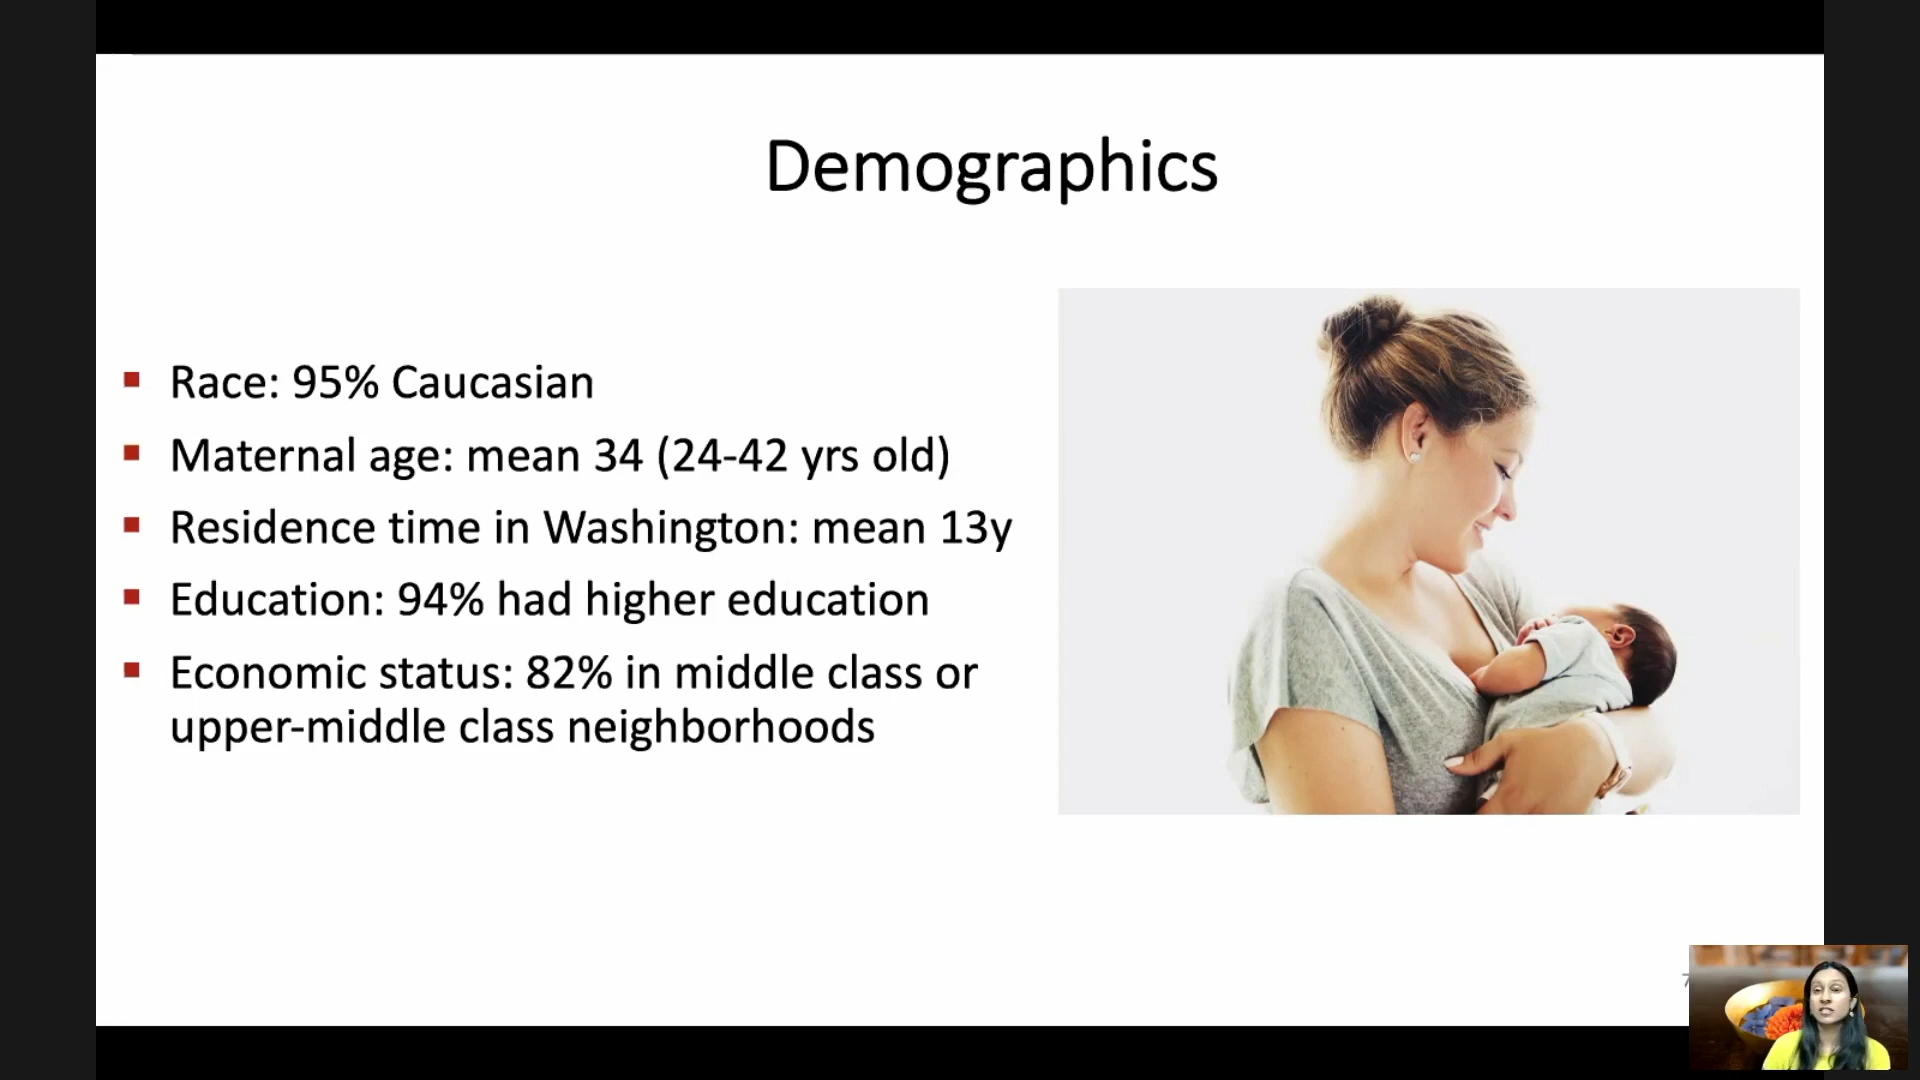 Demographics
Race: 95% Caucasian
Maternal age: mean 34 (24-42 yrs old)
Residence time in Washington: mean 13y
Education: 94% had higher education
Economic status: 82% in middle class or
upper-middle class neighborhoods